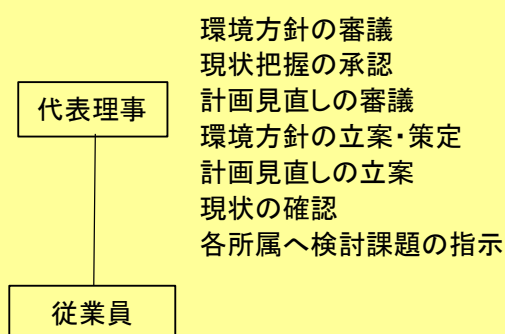 環境方針の審議
現状把握の承認
代表理事
計画見直しの審議
環境方針の立案・策定
計画見直しの立案
現状の確認
各所属へ検討課題の指示
従業員